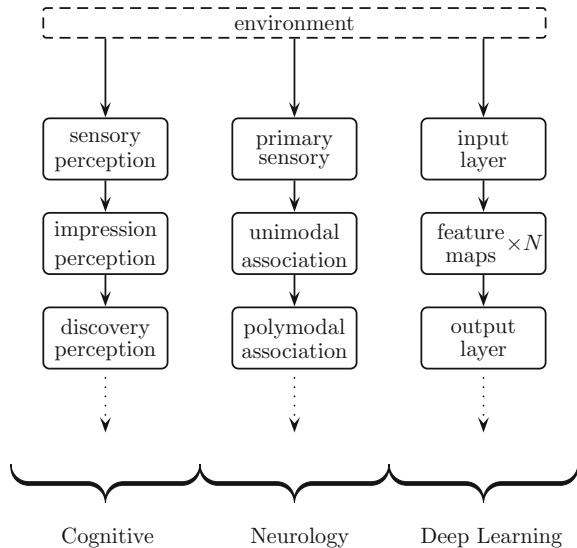 environment
sensory
perception
primary
sensory
input
layer
impression
perception
unimodal
association
feature
maps
×N
discovery
perception
polymodal
association
output
layer
Cognitive
Neurology
Deep Learning